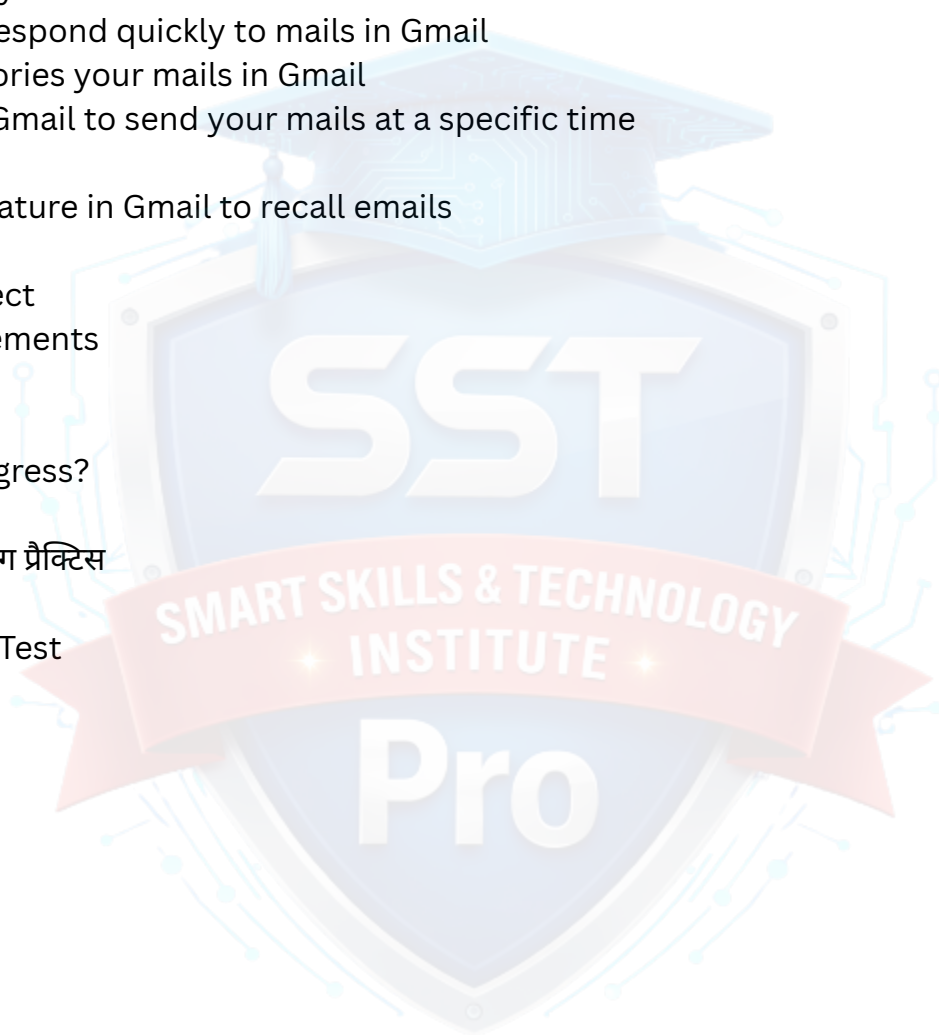 espond quickly to mails in Gmail
ories your mails in Gmail
Gmail to send your mails at a specific time
ature in Gmail to recall emails
ect
ements
SST
gress?
ग प्रैक्टिस
SMART SKILLS & TECHNOLOGY
INSTITUTE
Test
Pro